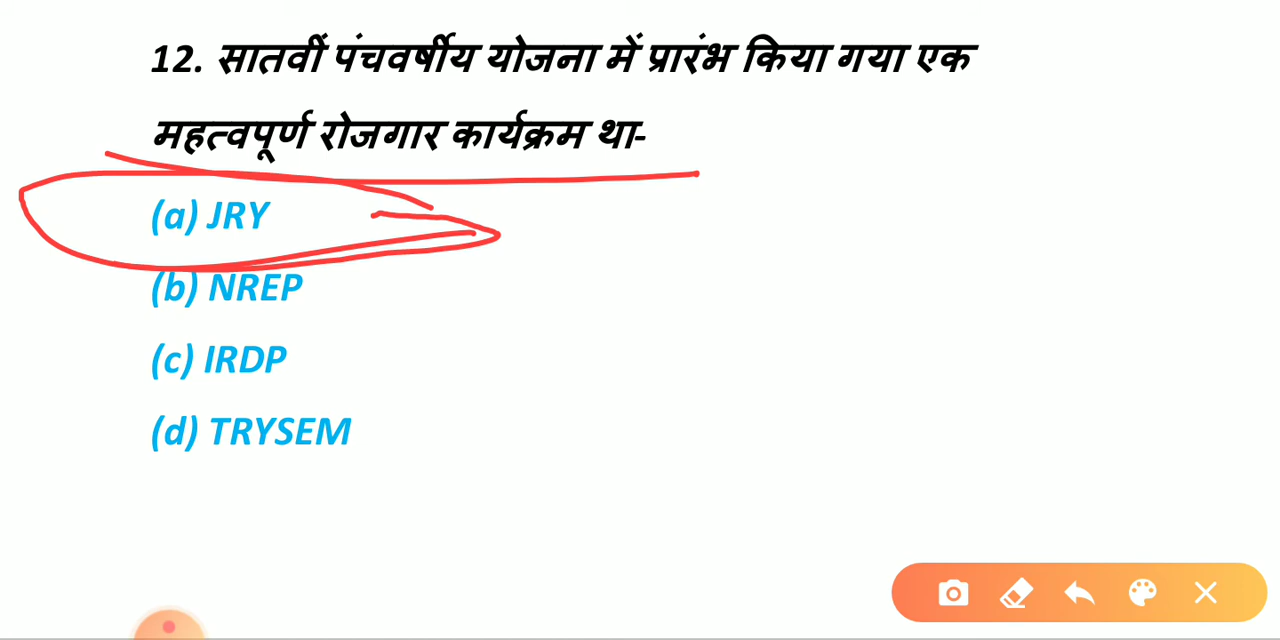 12. सातवीं पंचवर्षीय योजना में प्रारंभ किया गया एक
महत्वपूर्ण रोजगार कार्यक्रम था-
(a) JRY
(b) NREP
(c) IRDP
(d) TRYSEM